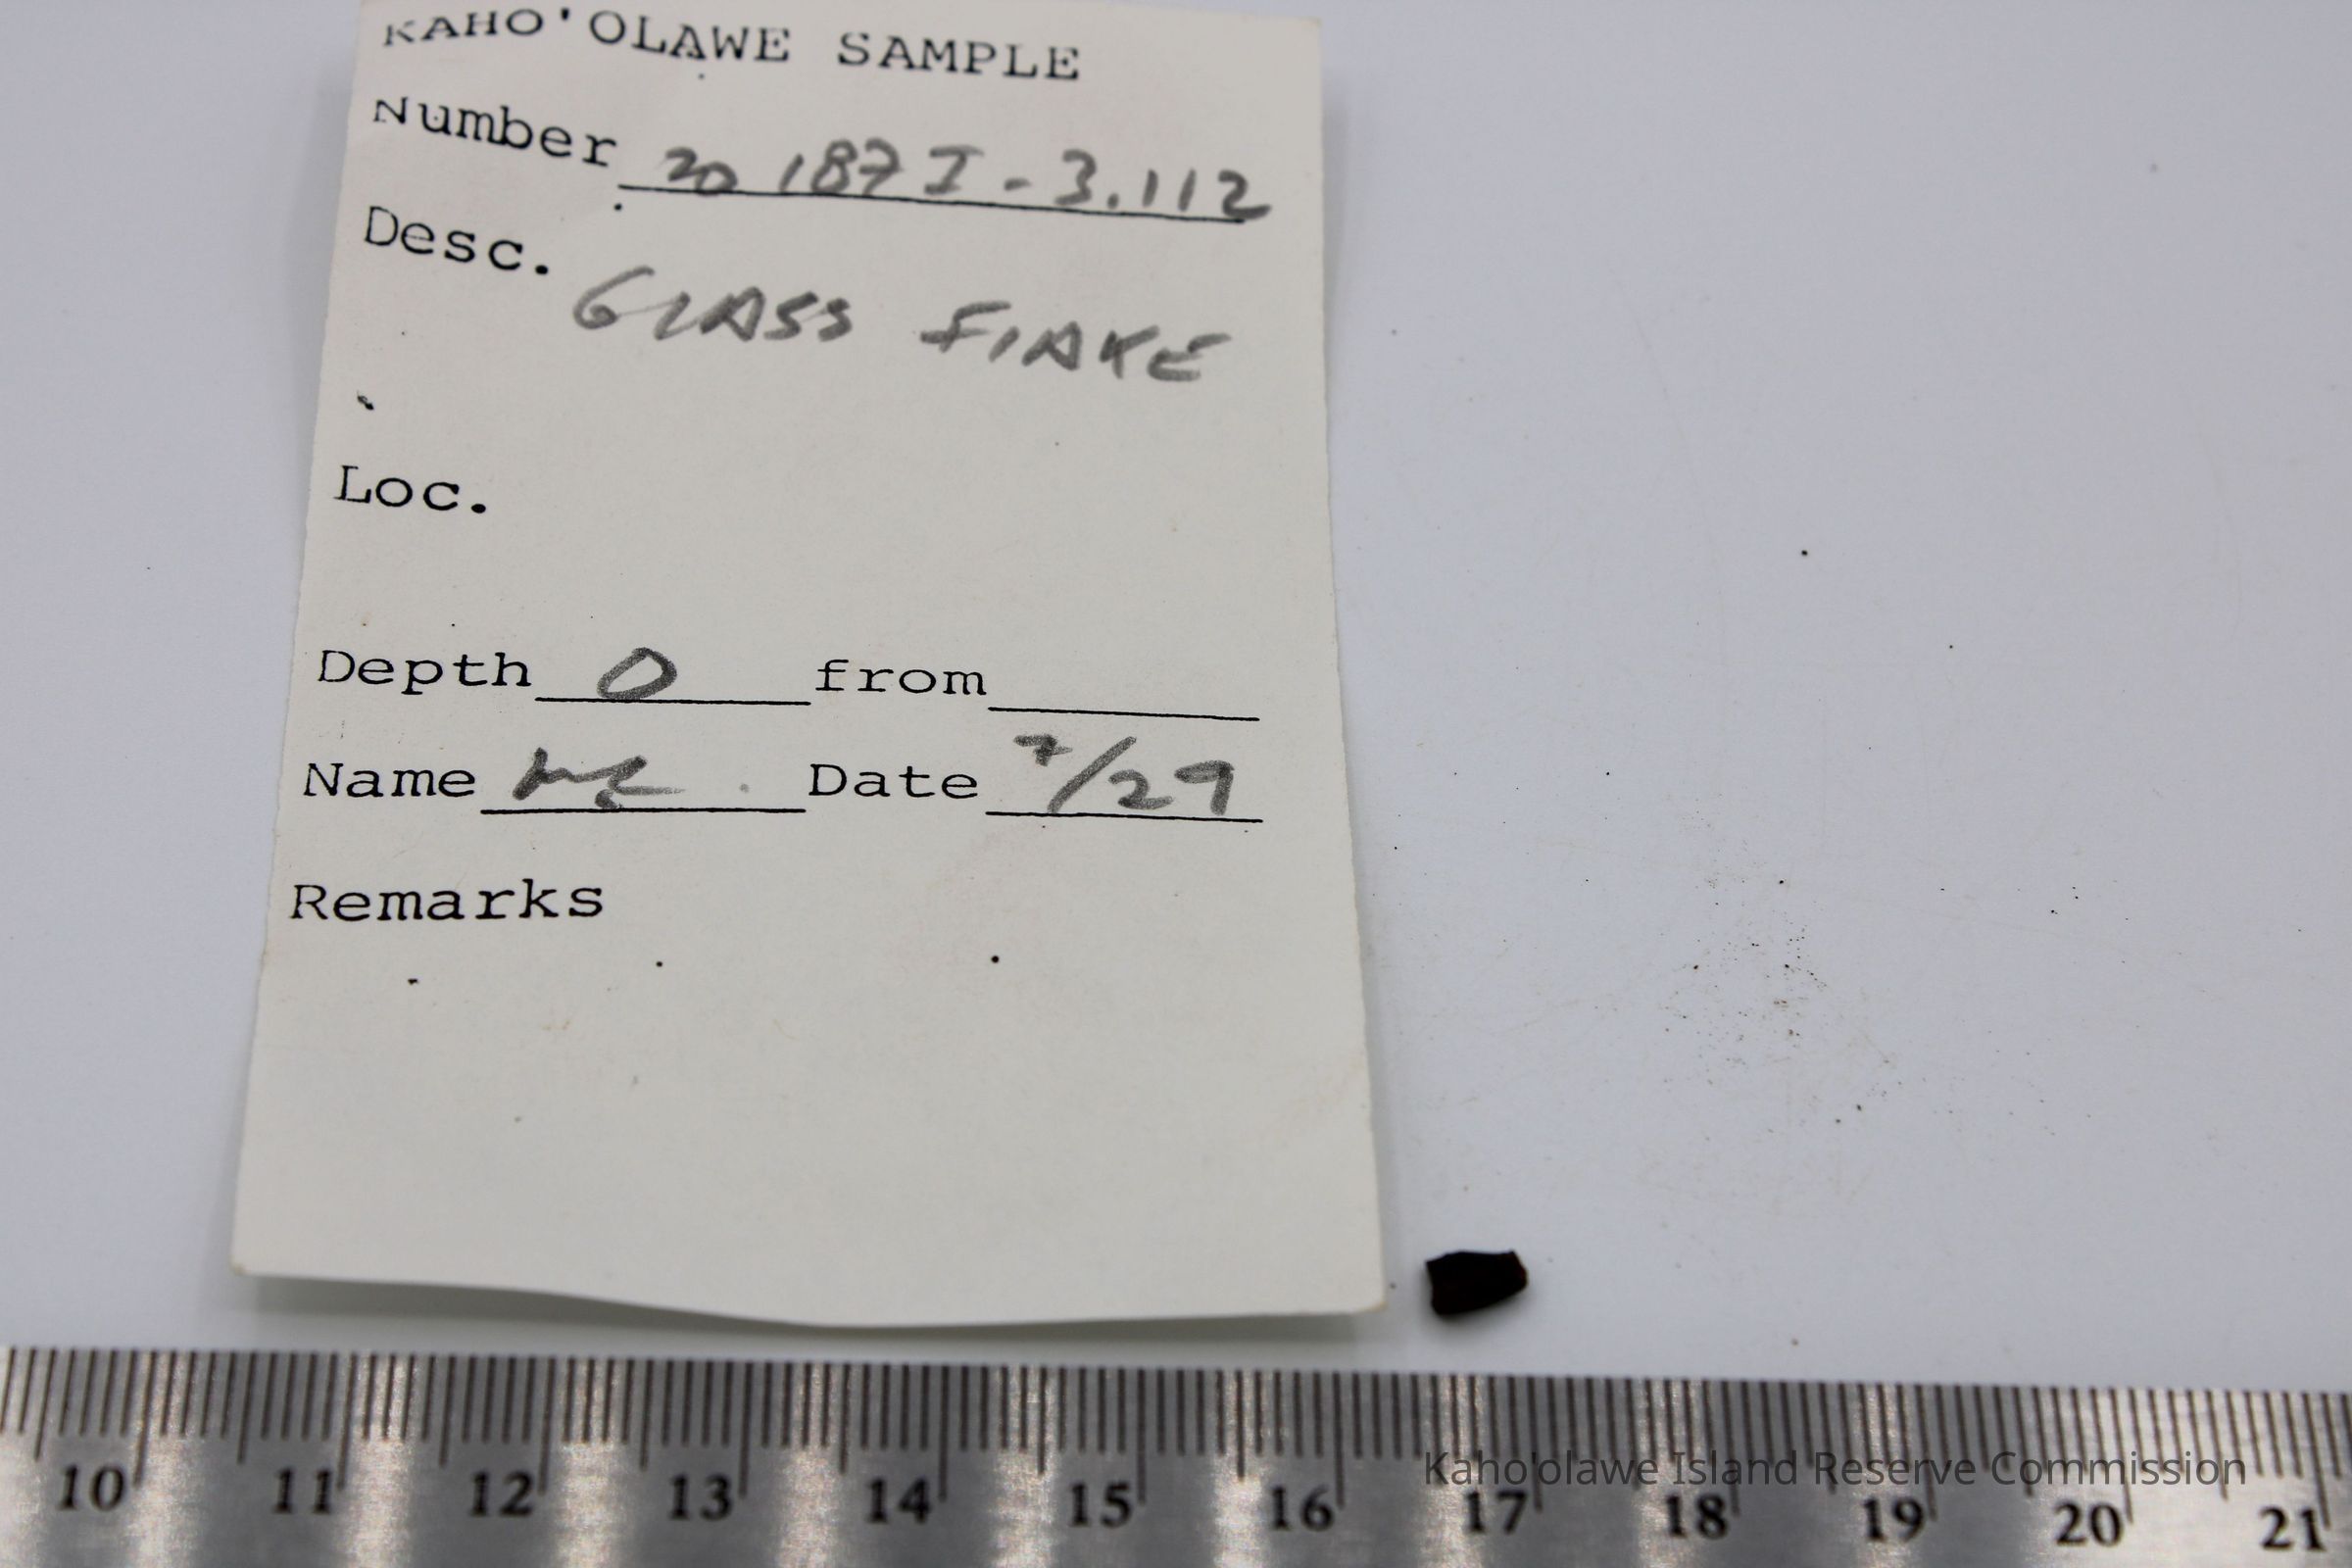 KAHO'OLAWE SAMPLE
Number 20 187 I - 3.112
Desc. GLASS FLAKE
Loc.
Depth 0 from
Name Date 7/29
Remarks
Kaho'olawe Island Reserve Commission
10 11 12 13 14 15 16 17 18 19 20 21